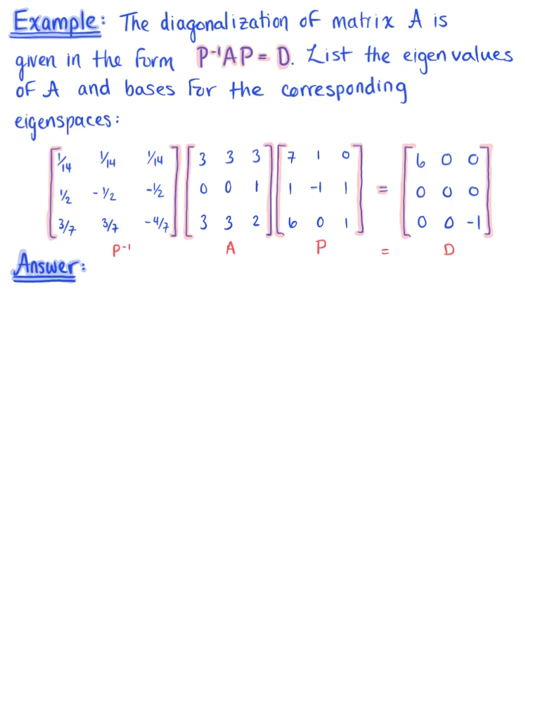 Example: The diagonalization of matrix A is
given in the form P⁻¹AP = D. List the eigenvalues
of A and bases for the corresponding
eigenspaces:
[1/14 1/14 1/14] [3 3 3] [7 1 0] [6 0 0]
[1/2 -1/2 -1/2] [0 0 1] [1 -1 1] = [0 0 0]
[3/7 3/7 -4/7] [3 3 2] [6 0 1] [0 0 -1]
P⁻¹ A P = D
Answer: